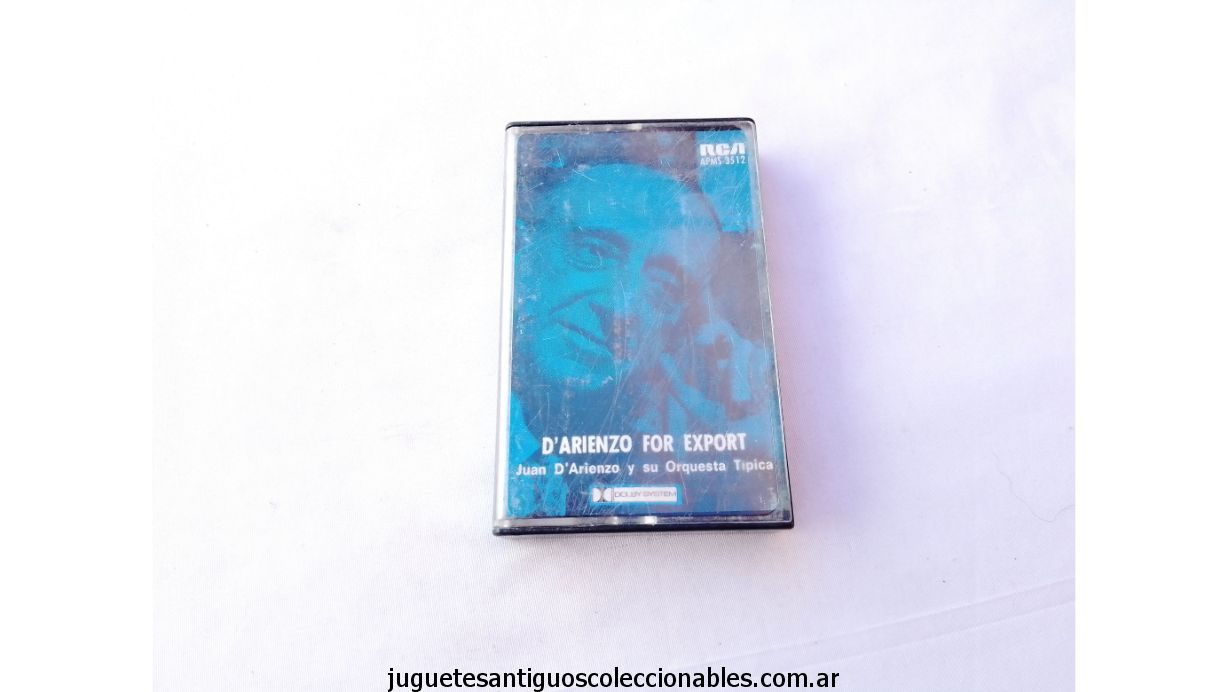 RCA
APMS-3512
D'ARIENZO FOR EXPORT
Juan D'Arienzo y su Orquesta Tipica
DOLBY SYSTEM
juguetesantiguoscoleccionables.com.ar